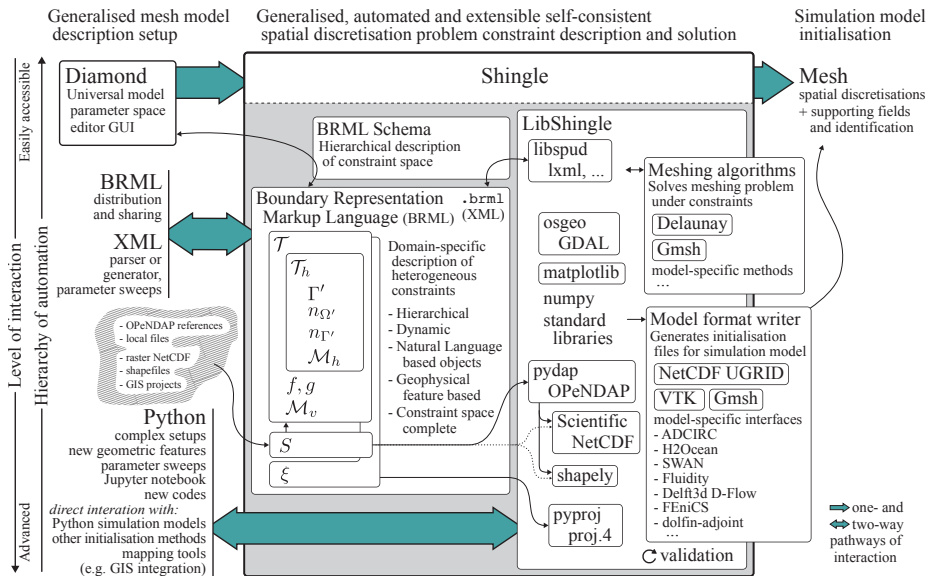 Generalised mesh model
description setup
Generalised, automated and extensible self-consistent
spatial discretisation problem constraint description and solution
Simulation model
initialisation
Level of interaction
Hierarchy of automation
Easily accessible
Advanced
Diamond
Universal model
parameter space
editor GUI
Shingle
Mesh
spatial discretisations
+ supporting fields
and identification
BRML Schema
Hierarchical description
of constraint space
BRML
distribution
and sharing
XML
parser or
generator,
parameter sweeps
Boundary Representation
Markup Language (BRML)
.brml
(XML)
𝒯
𝒯h
Γ′
nΩ′
nΓ′
ℳh
f, g
ℳv
S
ξ
Domain-specific
description of
heterogeneous
constraints
- Hierarchical
- Dynamic
- Natural Language
based objects
- Geophysical
feature based
- Constraint space
complete
- OPeNDAP references
- local files
- raster NetCDF
- shapefiles
- GIS projects
Python
complex setups
new geometric features
parameter sweeps
Jupyter notebook
new codes
direct interation with:
Python simulation models
other initialisation methods
mapping tools
(e.g. GIS integration)
LibShingle
libspud
lxml, ...
osgeo
GDAL
matplotlib
numpy
standard
libraries
pydap
OPeNDAP
Scientific
NetCDF
shapely
pyproj
proj.4
validation
Meshing algorithms
Solves meshing problem
under constraints
Delaunay
Gmsh
model-specific methods
...
Model format writer
Generates initialisation
files for simulation model
NetCDF UGRID
VTK
Gmsh
model-specific interfaces
- ADCIRC
- H2Ocean
- SWAN
- Fluidity
- Delft3d D-Flow
- FEniCS
- dolfin-adjoint
...
one- and
two-way
pathways of
interaction